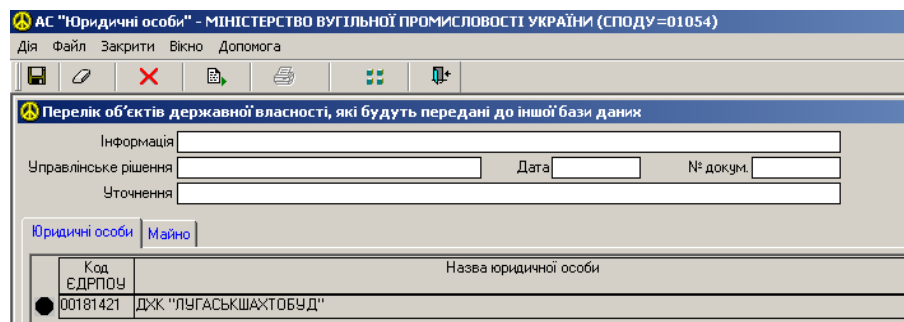 АС "Юридичні особи" - МІНІСТЕРСТВО ВУГІЛЬНОЇ ПРОМИСЛОВОСТІ УКРАЇНИ (СПОДУ=01054)
Дія Файл Закрити Вікно Допомога
Перелік об'єктів державної власності, які будуть передані до іншої бази даних
Інформація
Управлінське рішення Дата № докум.
Уточнення
Юридичні особи Майно
Код ЄДРПОУ Назва юридичної особи
00181421 ДХК "ЛУГАСЬКШАХТОБУД"